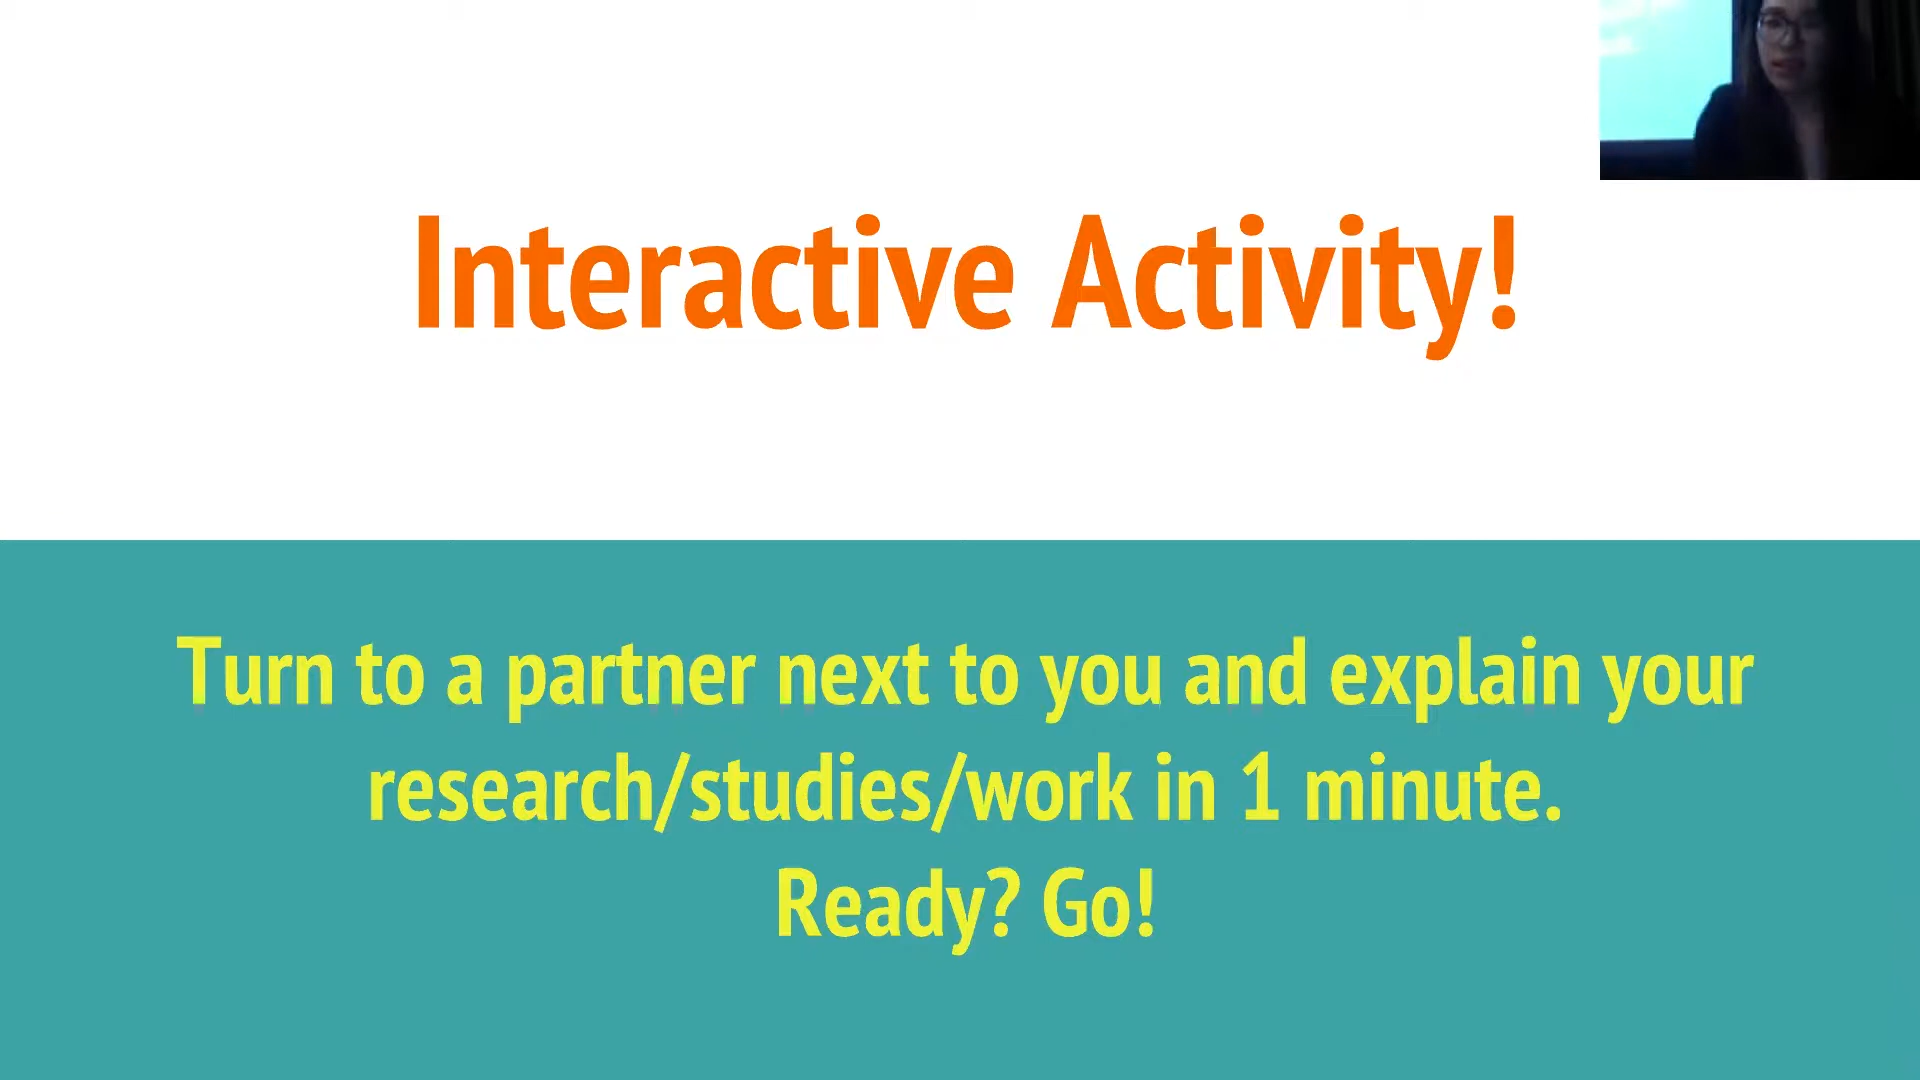 Interactive Activity!
Turn to a partner next to you and explain your
research/studies/work in 1 minute.
Ready? Go!